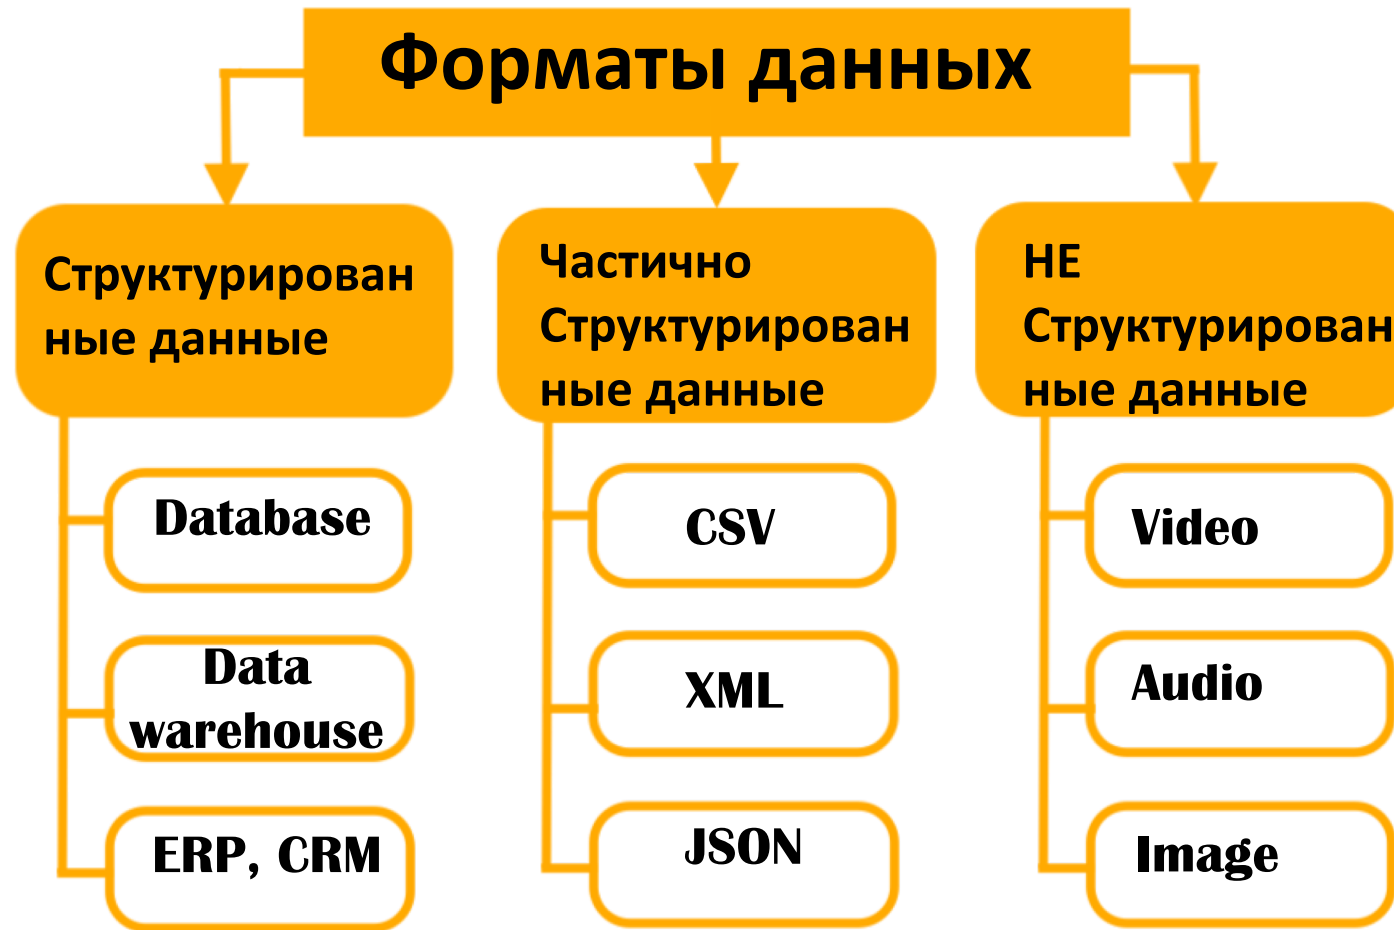 Форматы данных
Структурирован
ные данные
Частично
Структурирован
ные данные
НЕ
Структурирован
ные данные
Database
Data
warehouse
ERP, CRM
CSV
XML
JSON
Video
Audio
Image